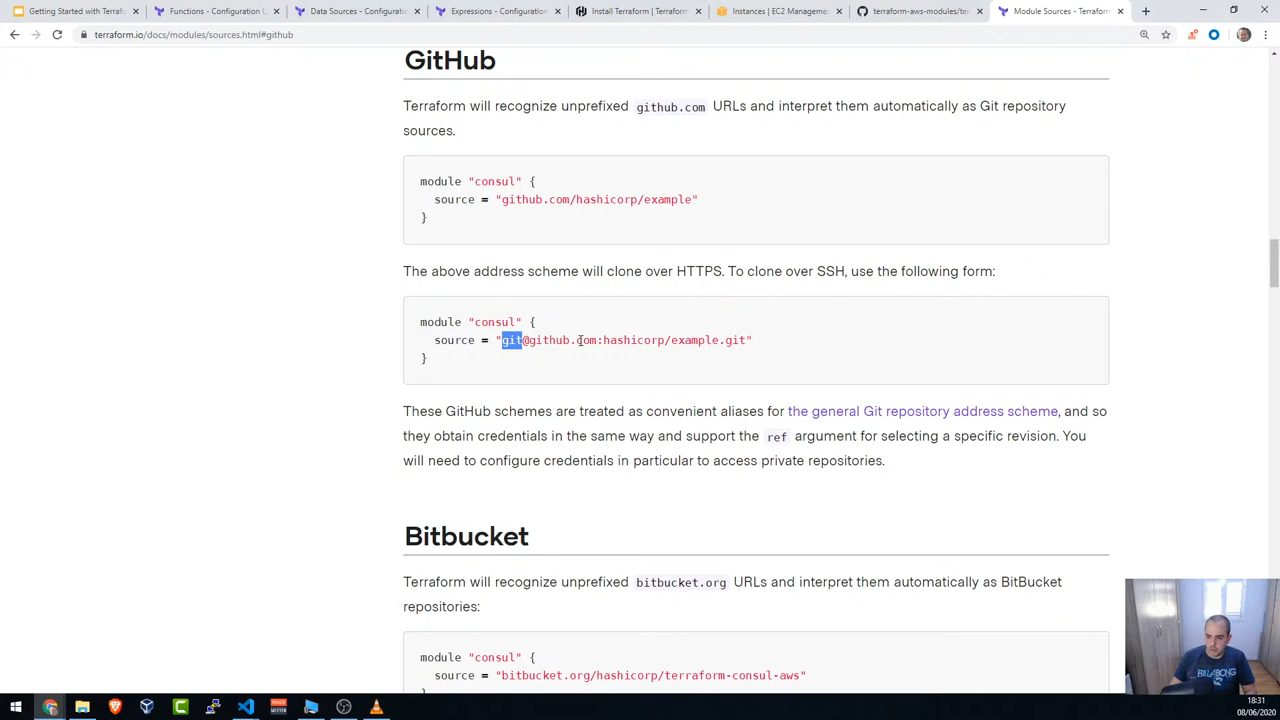 Getting Started with Terraf
Functions - Configuration L
Data Sources - Configuratio
Expressions - Configuration
Install Terraform | Terraform
Instances | EC2 Manageme
terraform-aws-modules/terr
Module Sources - Terraform
terraform.io/docs/modules/sources.html#github
GitHub
Terraform will recognize unprefixed github.com URLs and interpret them automatically as Git repository
sources.
module "consul" {
source = "github.com/hashicorp/example"
}
The above address scheme will clone over HTTPS. To clone over SSH, use the following form:
module "consul" {
source = "git@github.com:hashicorp/example.git"
}
These GitHub schemes are treated as convenient aliases for the general Git repository address scheme, and so
they obtain credentials in the same way and support the ref argument for selecting a specific revision. You
will need to configure credentials in particular to access private repositories.
Bitbucket
Terraform will recognize unprefixed bitbucket.org URLs and interpret them automatically as BitBucket
repositories:
module "consul" {
source = "bitbucket.org/hashicorp/terraform-consul-aws"
}
BILLABONG
18:31
08/06/2020